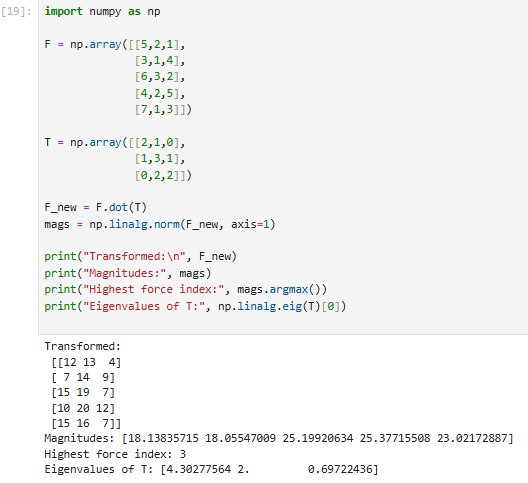 [19]: import numpy as np
F = np.array([[5,2,1],
              [3,1,4],
              [6,3,2],
              [4,2,5],
              [7,1,3]])
T = np.array([[2,1,0],
              [1,3,1],
              [0,2,2]])
F_new = F.dot(T)
mags = np.linalg.norm(F_new, axis=1)
print("Transformed:\n", F_new)
print("Magnitudes:", mags)
print("Highest force index:", mags.argmax())
print("Eigenvalues of T:", np.linalg.eig(T)[0])
Transformed:
 [[12 13  4]
 [ 7 14  9]
 [15 19  7]
 [10 20 12]
 [15 16  7]]
Magnitudes: [18.13835715 18.05547009 25.19920634 25.37715508 23.02172887]
Highest force index: 3
Eigenvalues of T: [4.30277564 2.         0.69722436]